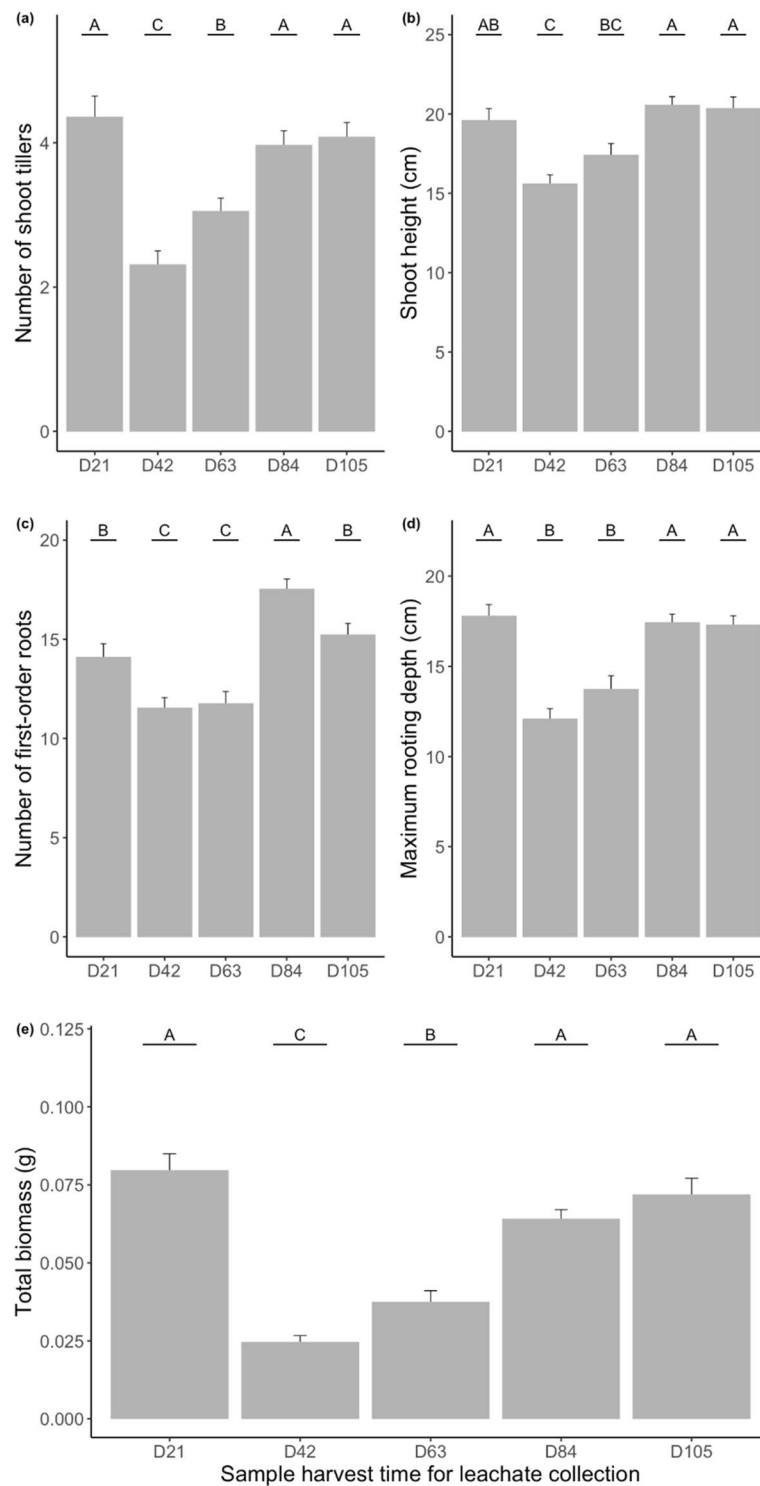 (a)
A C B A A
Number of shoot tillers
4
2
0
D21 D42 D63 D84 D105
(b)
AB C BC A A
Shoot height (cm)
25
20
15
10
5
0
D21 D42 D63 D84 D105
(c)
B C C A B
Number of first-order roots
20
15
10
5
0
D21 D42 D63 D84 D105
(d)
A B B A A
Maximum rooting depth (cm)
20
15
10
5
0
D21 D42 D63 D84 D105
(e)
A C B A A
Total biomass (g)
0.125
0.100
0.075
0.050
0.025
0.000
D21 D42 D63 D84 D105
Sample harvest time for leachate collection